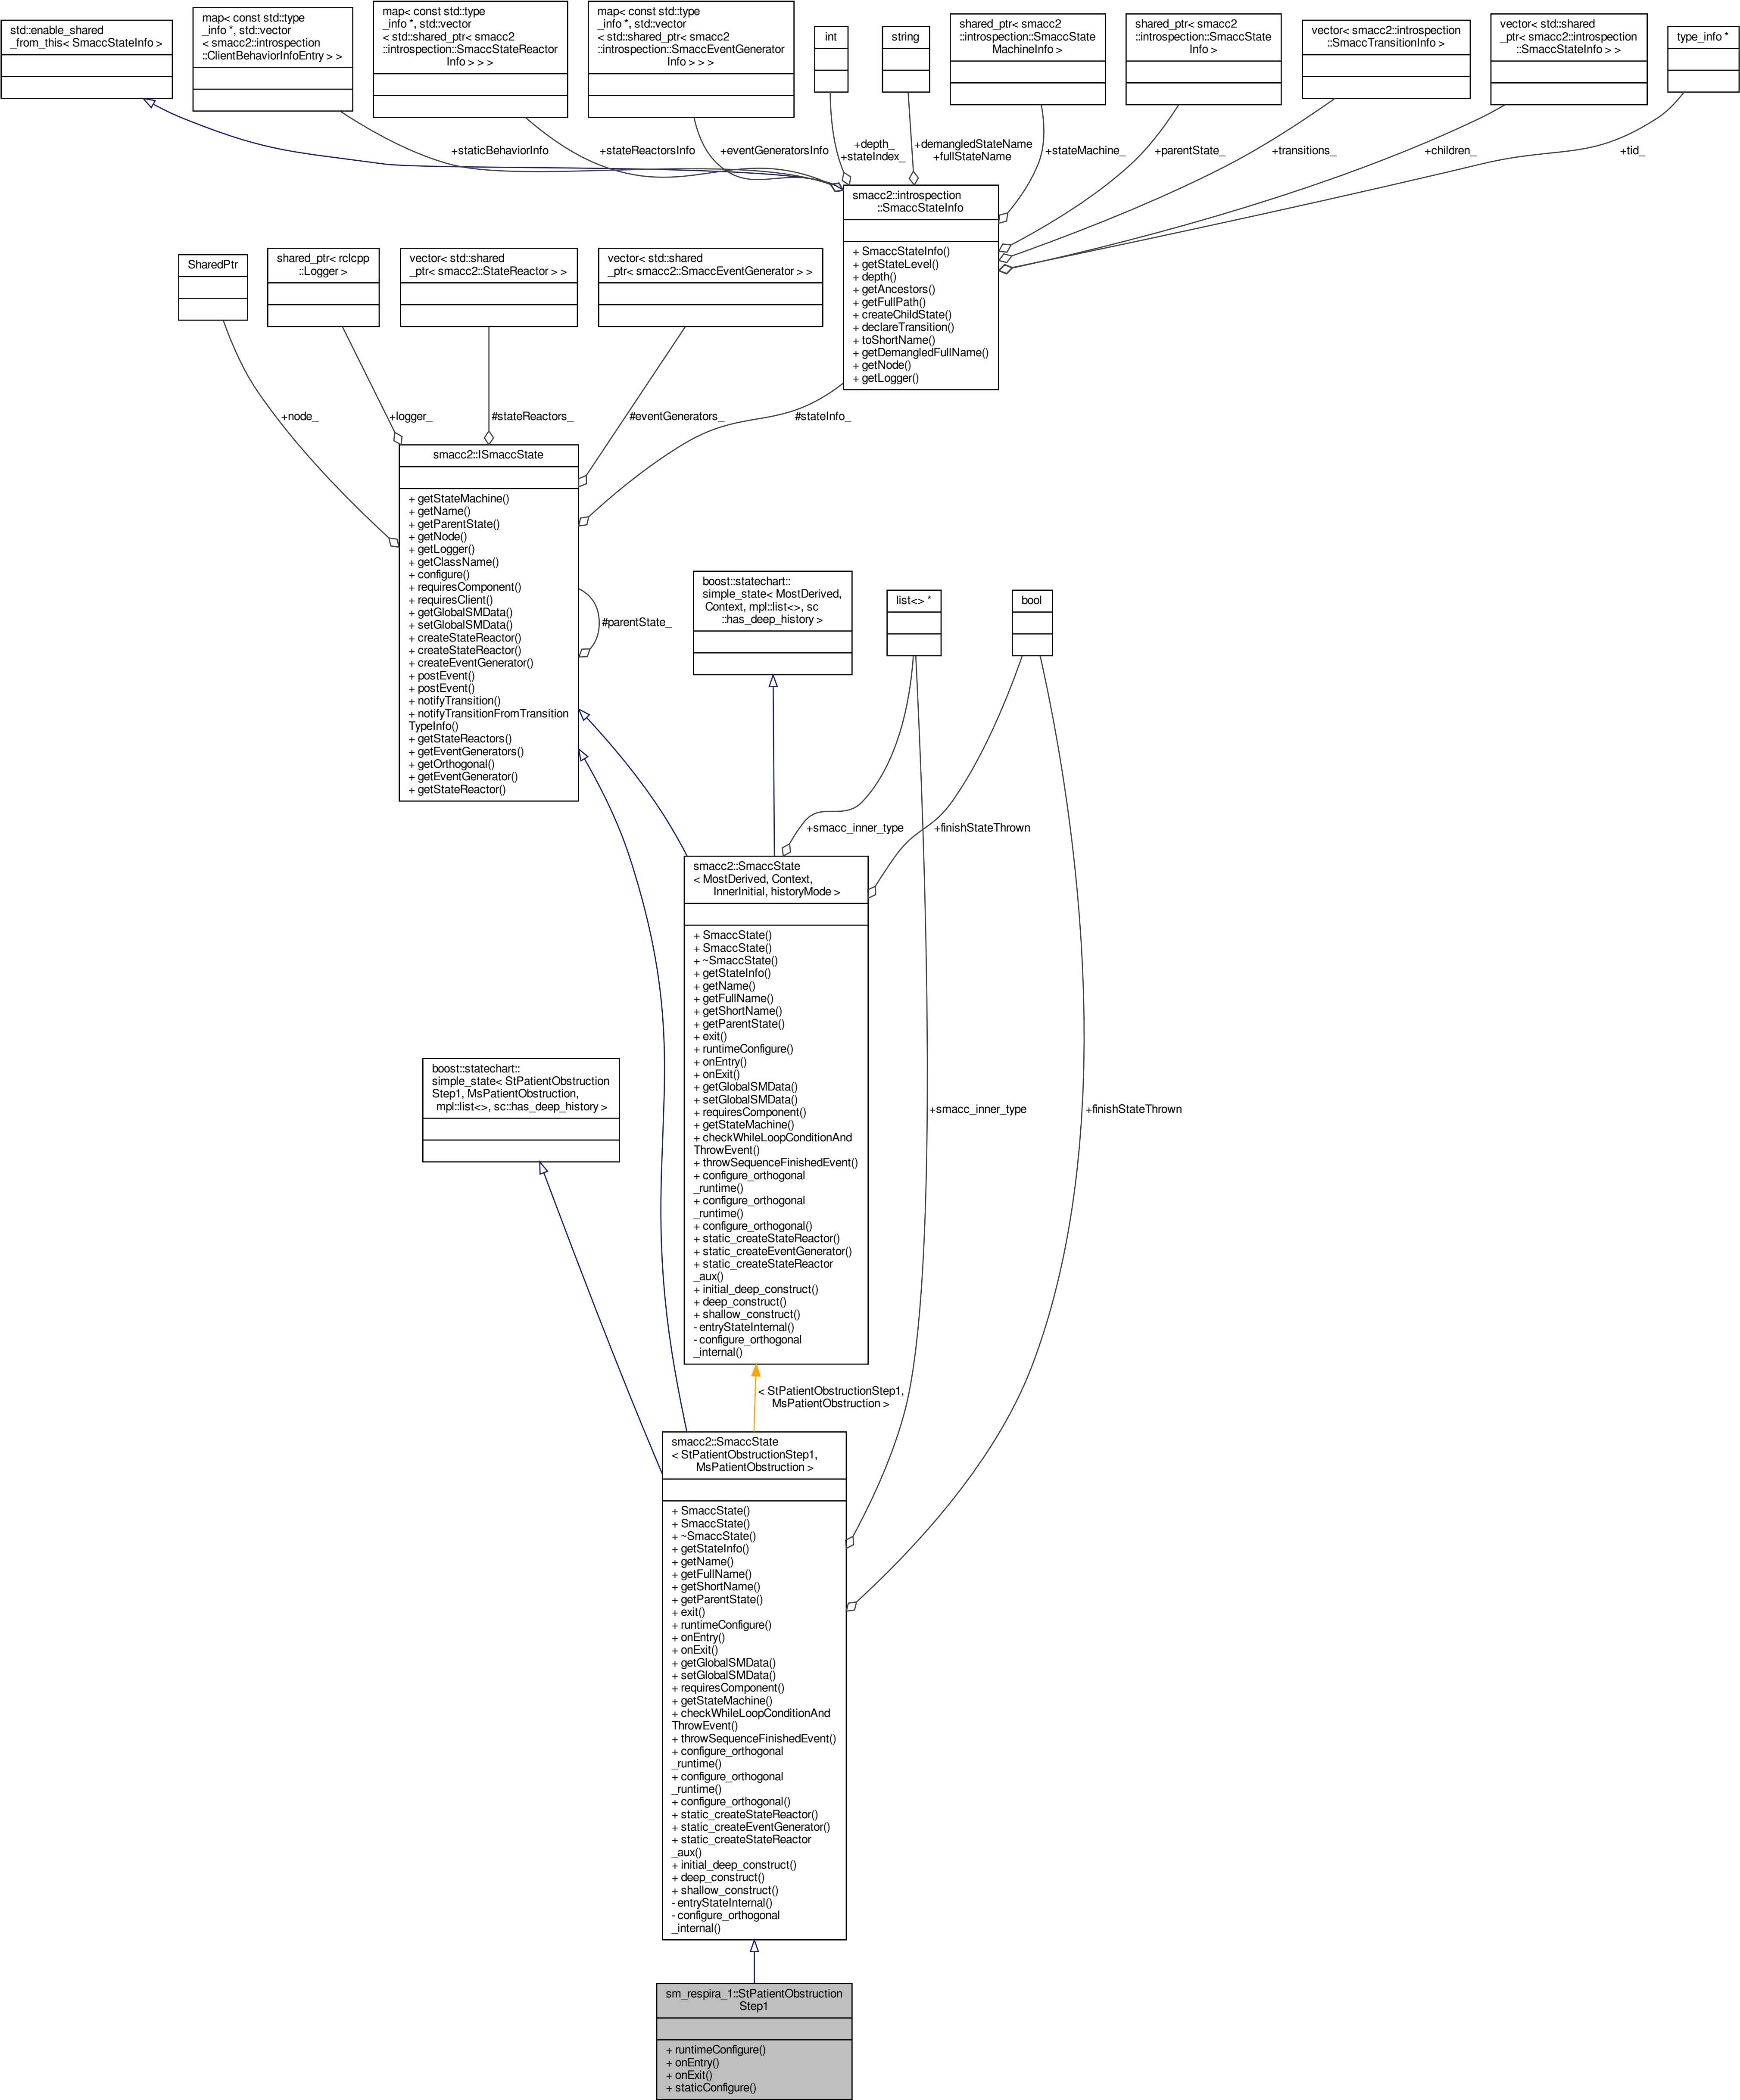 std::enable_shared
_from_this< SmaccStateInfo >
map< const std::type
_info *, std::vector
< smacc2::introspection
::ClientBehaviorInfoEntry > >
map< const std::type
_info *, std::vector
< std::shared_ptr< smacc2
::introspection::SmaccStateReactor
Info > > >
map< const std::type
_info *, std::vector
< std::shared_ptr< smacc2
::introspection::SmaccEventGenerator
Info > > >
int
string
shared_ptr< smacc2
::introspection::SmaccState
MachineInfo >
shared_ptr< smacc2
::introspection::SmaccState
Info >
vector< smacc2::introspection
::SmaccTransitionInfo >
vector< std::shared
_ptr< smacc2::introspection
::SmaccStateInfo > >
type_info *
+staticBehaviorInfo
+stateReactorsInfo
+eventGeneratorsInfo
+depth_
+stateIndex_
+demangledStateName
+fullStateName
+stateMachine_
+parentState_
+transitions_
+children_
+tid_
smacc2::introspection
::SmaccStateInfo
+ SmaccStateInfo()
+ getStateLevel()
+ depth()
+ getAncestors()
+ getFullPath()
+ createChildState()
+ declareTransition()
+ toShortName()
+ getDemangledFullName()
+ getNode()
+ getLogger()
SharedPtr
shared_ptr< rclcpp
::Logger >
vector< std::shared
_ptr< smacc2::StateReactor > >
vector< std::shared
_ptr< smacc2::SmaccEventGenerator > >
+node_
+logger_
#stateReactors_
#eventGenerators_
#stateInfo_
smacc2::ISmaccState
+ getStateMachine()
+ getName()
+ getParentState()
+ getNode()
+ getLogger()
+ getClassName()
+ configure()
+ requiresComponent()
+ requiresClient()
+ getGlobalSMData()
+ setGlobalSMData()
+ createStateReactor()
+ createStateReactor()
+ createEventGenerator()
+ postEvent()
+ postEvent()
+ notifyTransition()
+ notifyTransitionFromTransition
TypeInfo()
+ getStateReactors()
+ getEventGenerators()
+ getOrthogonal()
+ getEventGenerator()
+ getStateReactor()
#parentState_
boost::statechart::
simple_state< MostDerived,
Context, mpl::list<>, sc
::has_deep_history >
list<> *
bool
+smacc_inner_type
+finishStateThrown
smacc2::SmaccState
< MostDerived, Context,
InnerInitial, historyMode >
+ SmaccState()
+ SmaccState()
+ ~SmaccState()
+ getStateInfo()
+ getName()
+ getFullName()
+ getShortName()
+ getParentState()
+ exit()
+ runtimeConfigure()
+ onEntry()
+ onExit()
+ getGlobalSMData()
+ setGlobalSMData()
+ requiresComponent()
+ getStateMachine()
+ checkWhileLoopConditionAnd
ThrowEvent()
+ throwSequenceFinishedEvent()
+ configure_orthogonal
_runtime()
+ configure_orthogonal
_runtime()
+ configure_orthogonal()
+ static_createStateReactor()
+ static_createEventGenerator()
+ static_createStateReactor
_aux()
+ initial_deep_construct()
+ deep_construct()
+ shallow_construct()
- entryStateInternal()
- configure_orthogonal
_internal()
boost::statechart::
simple_state< StPatientObstruction
Step1, MsPatientObstruction,
mpl::list<>, sc::has_deep_history >
+smacc_inner_type
+finishStateThrown
< StPatientObstructionStep1,
MsPatientObstruction >
smacc2::SmaccState
< StPatientObstructionStep1,
MsPatientObstruction >
+ SmaccState()
+ SmaccState()
+ ~SmaccState()
+ getStateInfo()
+ getName()
+ getFullName()
+ getShortName()
+ getParentState()
+ exit()
+ runtimeConfigure()
+ onEntry()
+ onExit()
+ getGlobalSMData()
+ setGlobalSMData()
+ requiresComponent()
+ getStateMachine()
+ checkWhileLoopConditionAnd
ThrowEvent()
+ throwSequenceFinishedEvent()
+ configure_orthogonal
_runtime()
+ configure_orthogonal
_runtime()
+ configure_orthogonal()
+ static_createStateReactor()
+ static_createEventGenerator()
+ static_createStateReactor
_aux()
+ initial_deep_construct()
+ deep_construct()
+ shallow_construct()
- entryStateInternal()
- configure_orthogonal
_internal()
sm_respira_1::StPatientObstruction
Step1
+ runtimeConfigure()
+ onEntry()
+ onExit()
+ staticConfigure()